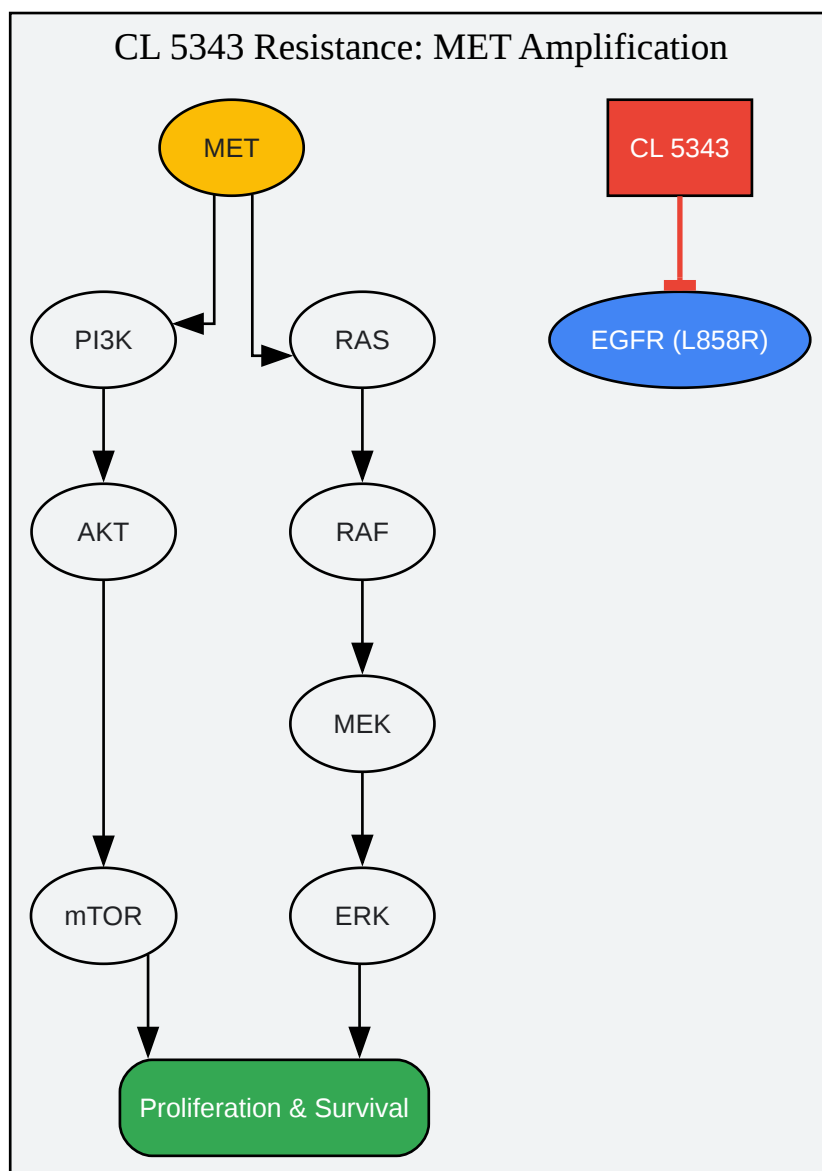 CL 5343 Resistance: MET Amplification
MET
CL 5343
PI3K
RAS
EGFR (L858R)
AKT
RAF
MEK
mTOR
ERK
Proliferation & Survival